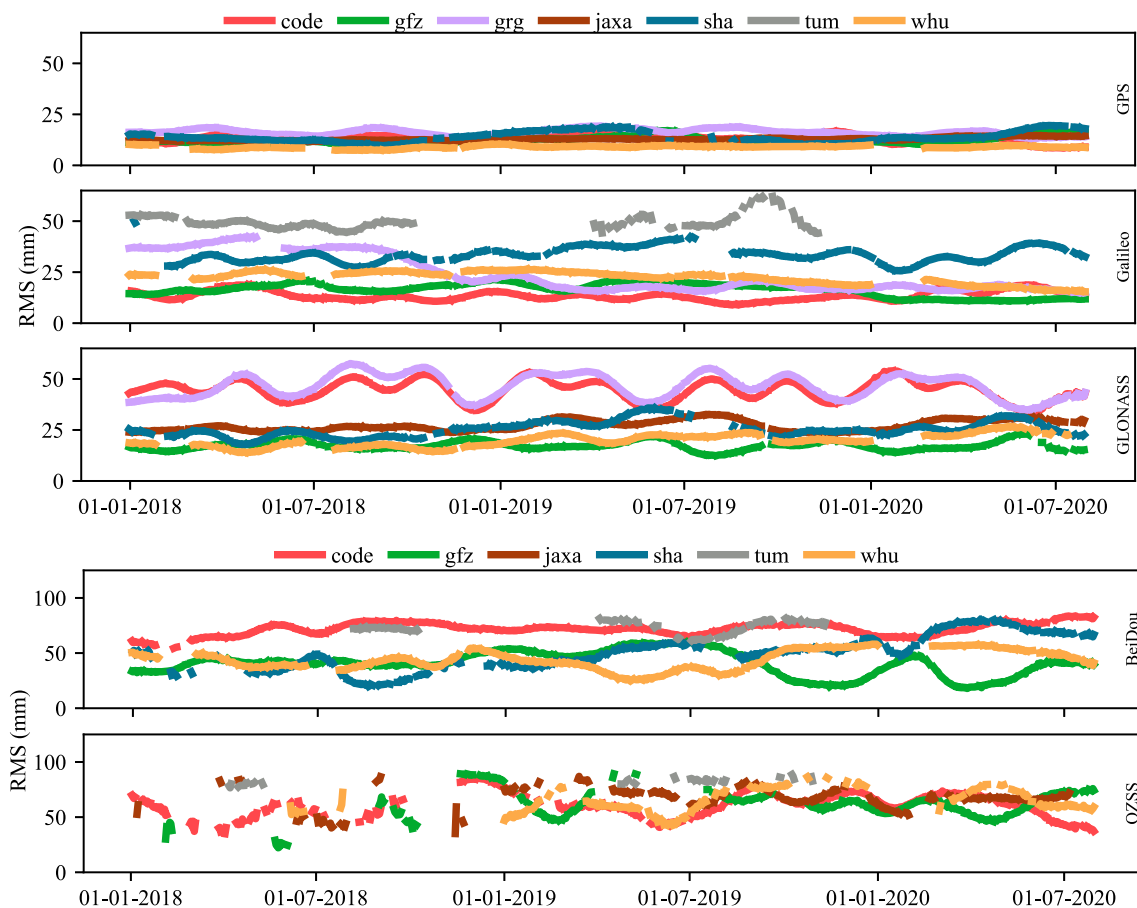 code gfz grg jaxa sha tum whu
50
25
0
GPS
50
25
0
Galileo
RMS (mm)
50
25
0
GLONASS
01-01-2018 01-07-2018 01-01-2019 01-07-2019 01-01-2020 01-07-2020
code gfz jaxa sha tum whu
100
50
0
BeiDou
RMS (mm)
100
50
0
QZSS
01-01-2018 01-07-2018 01-01-2019 01-07-2019 01-01-2020 01-07-2020